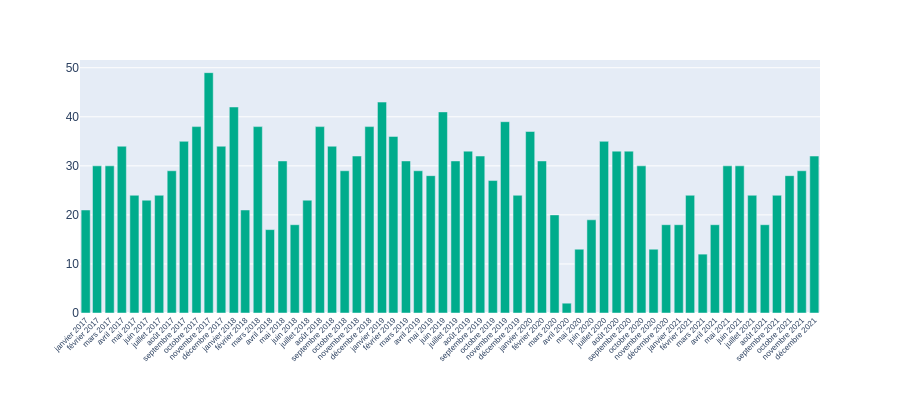 50
40
30
20
10
0
janvier 2017
février 2017
mars 2017
avril 2017
mai 2017
juin 2017
juillet 2017
août 2017
septembre 2017
octobre 2017
novembre 2017
décembre 2017
janvier 2018
février 2018
mars 2018
avril 2018
mai 2018
juin 2018
juillet 2018
août 2018
septembre 2018
octobre 2018
novembre 2018
décembre 2018
janvier 2019
février 2019
mars 2019
avril 2019
mai 2019
juin 2019
juillet 2019
août 2019
septembre 2019
octobre 2019
novembre 2019
décembre 2019
janvier 2020
février 2020
mars 2020
avril 2020
mai 2020
juin 2020
juillet 2020
août 2020
septembre 2020
octobre 2020
novembre 2020
décembre 2020
janvier 2021
février 2021
mars 2021
avril 2021
mai 2021
juin 2021
juillet 2021
août 2021
septembre 2021
octobre 2021
novembre 2021
décembre 2021